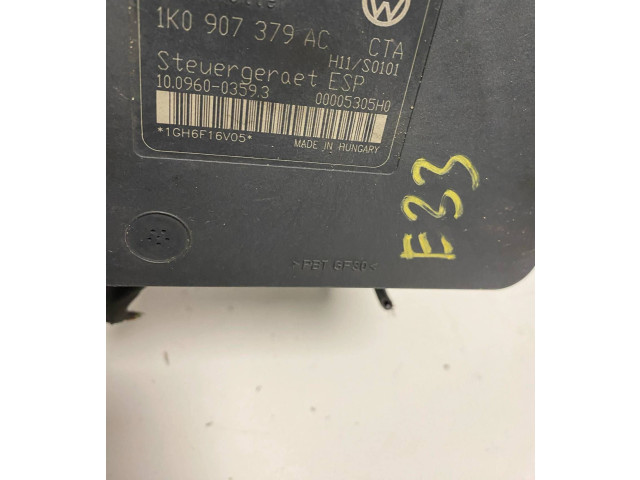 1K0 907 379 AC CTA
H11/S0101
Steuergeraet ESP
10.0960-0359.3 00005305H0
*1GH6F16V05* MADE IN HUNGARY
E33
>PET GF30<